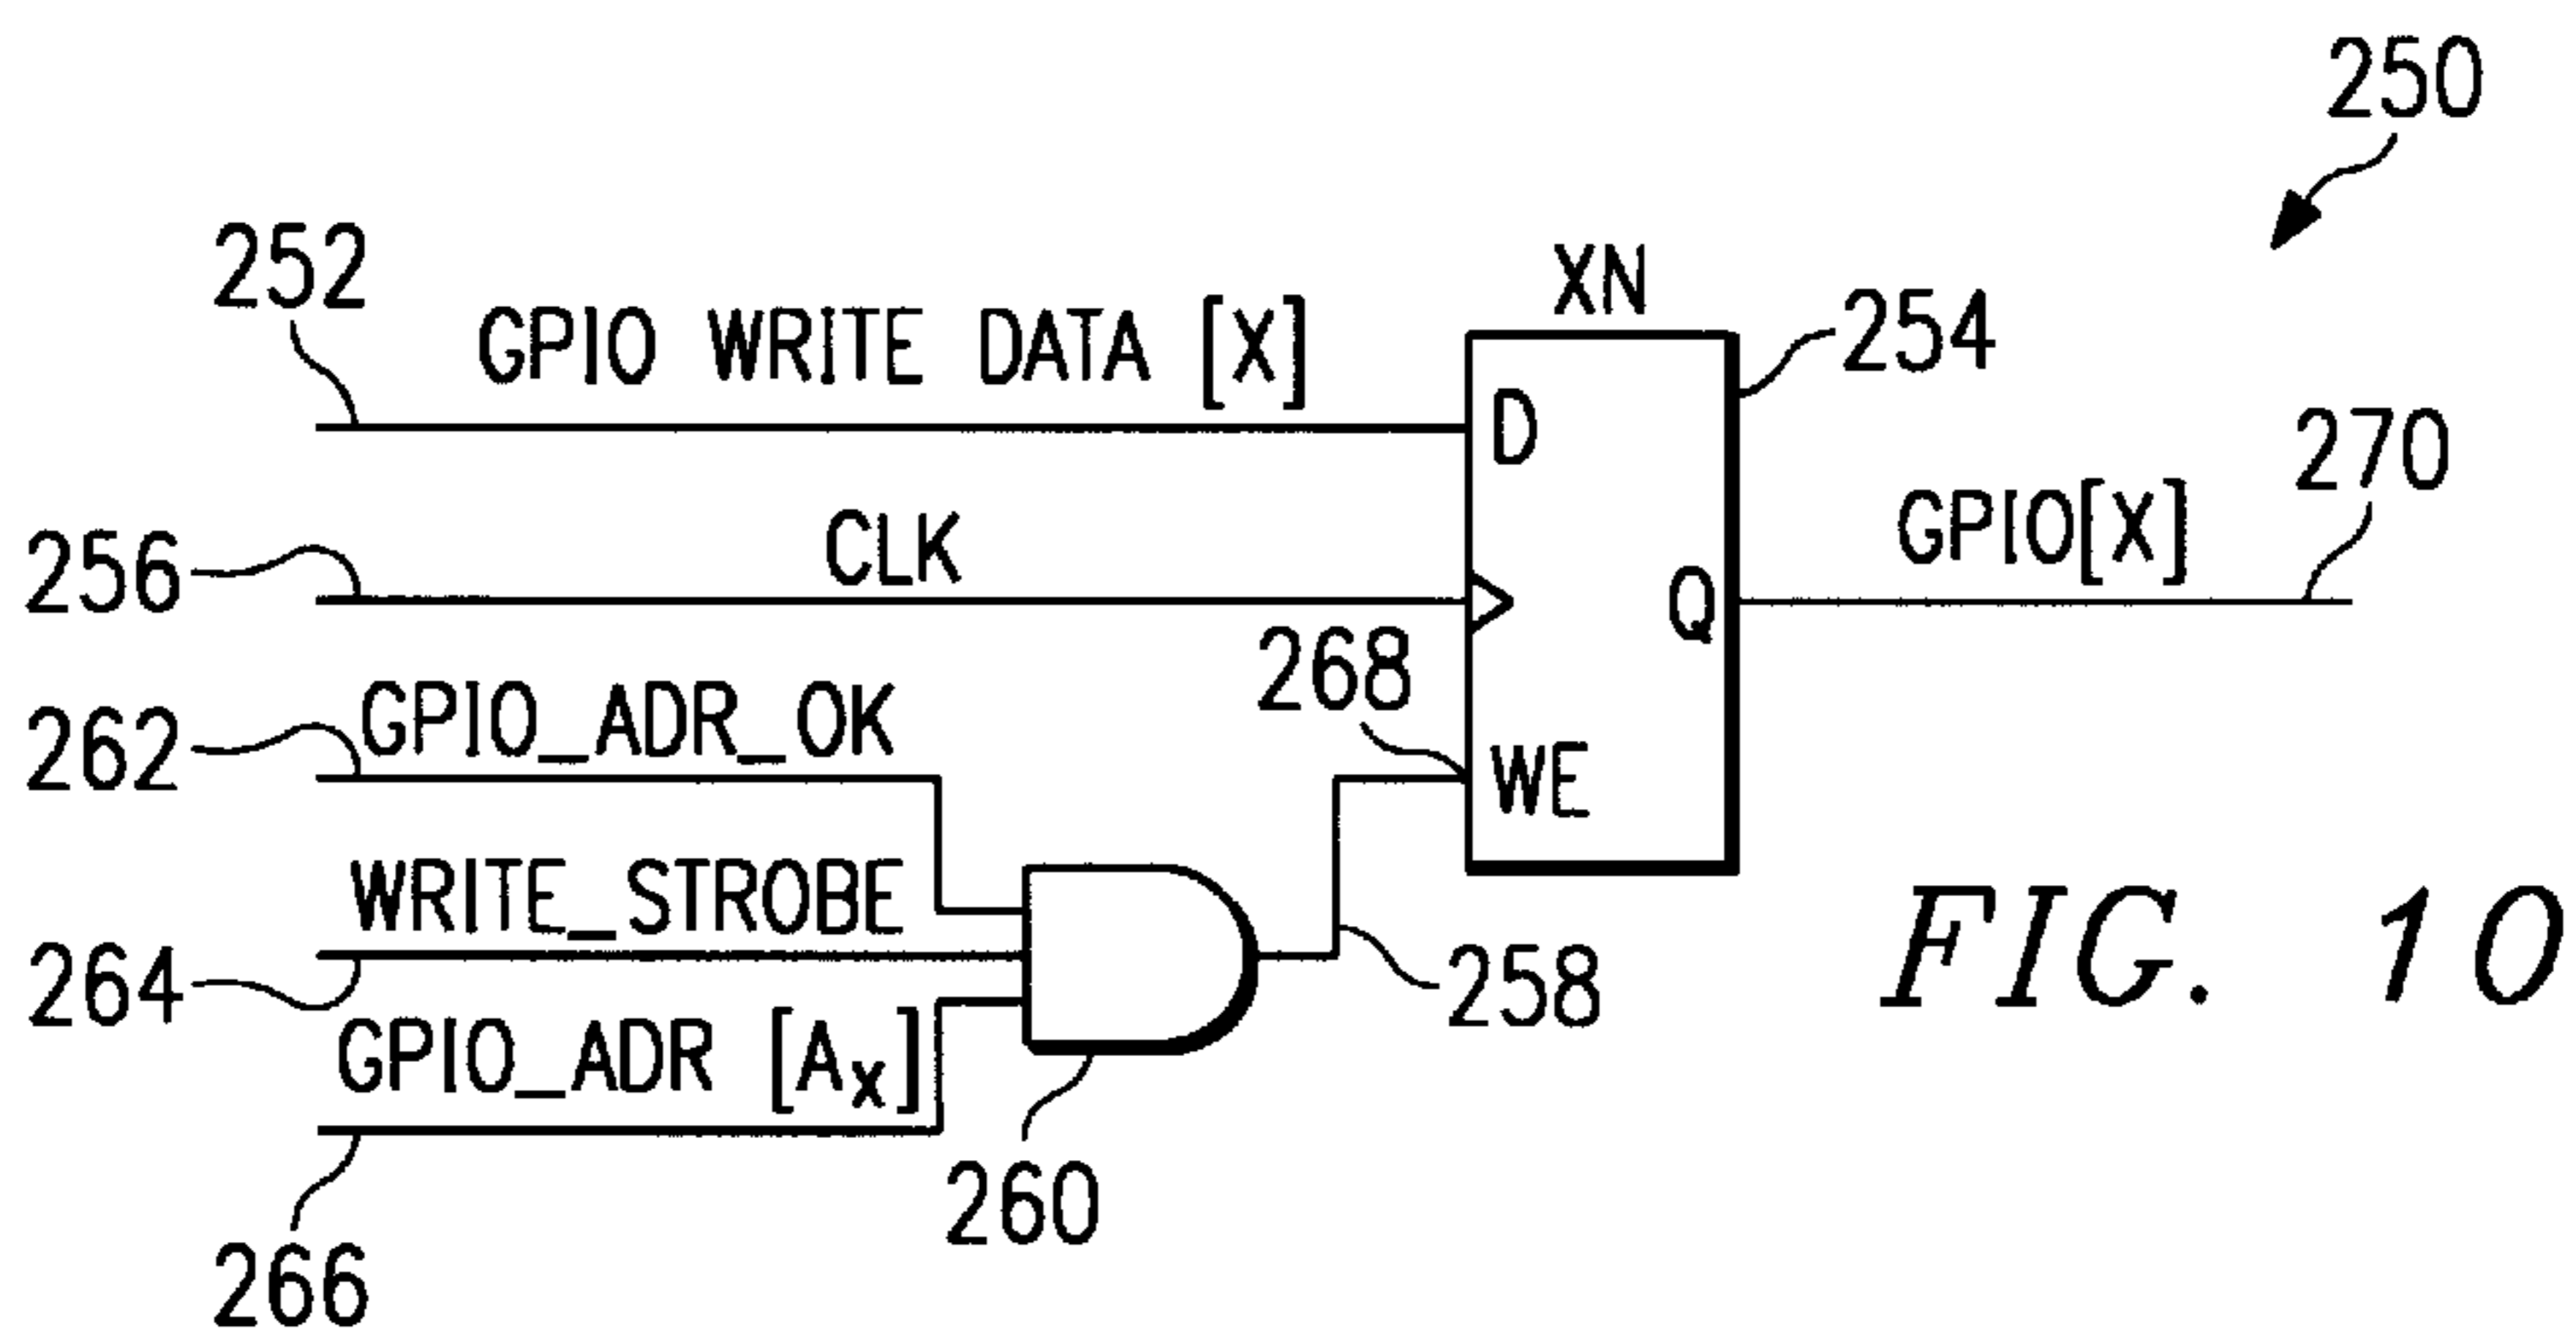 250
252
GPIO WRITE DATA [X]
XN
254
D
270
GPIO[X]
256
CLK
Q
268
262
GPIO_ADR_OK
WE
WRITE_STROBE
264
258
FIG. 10
GPIO_ADR [Ax]
260
266